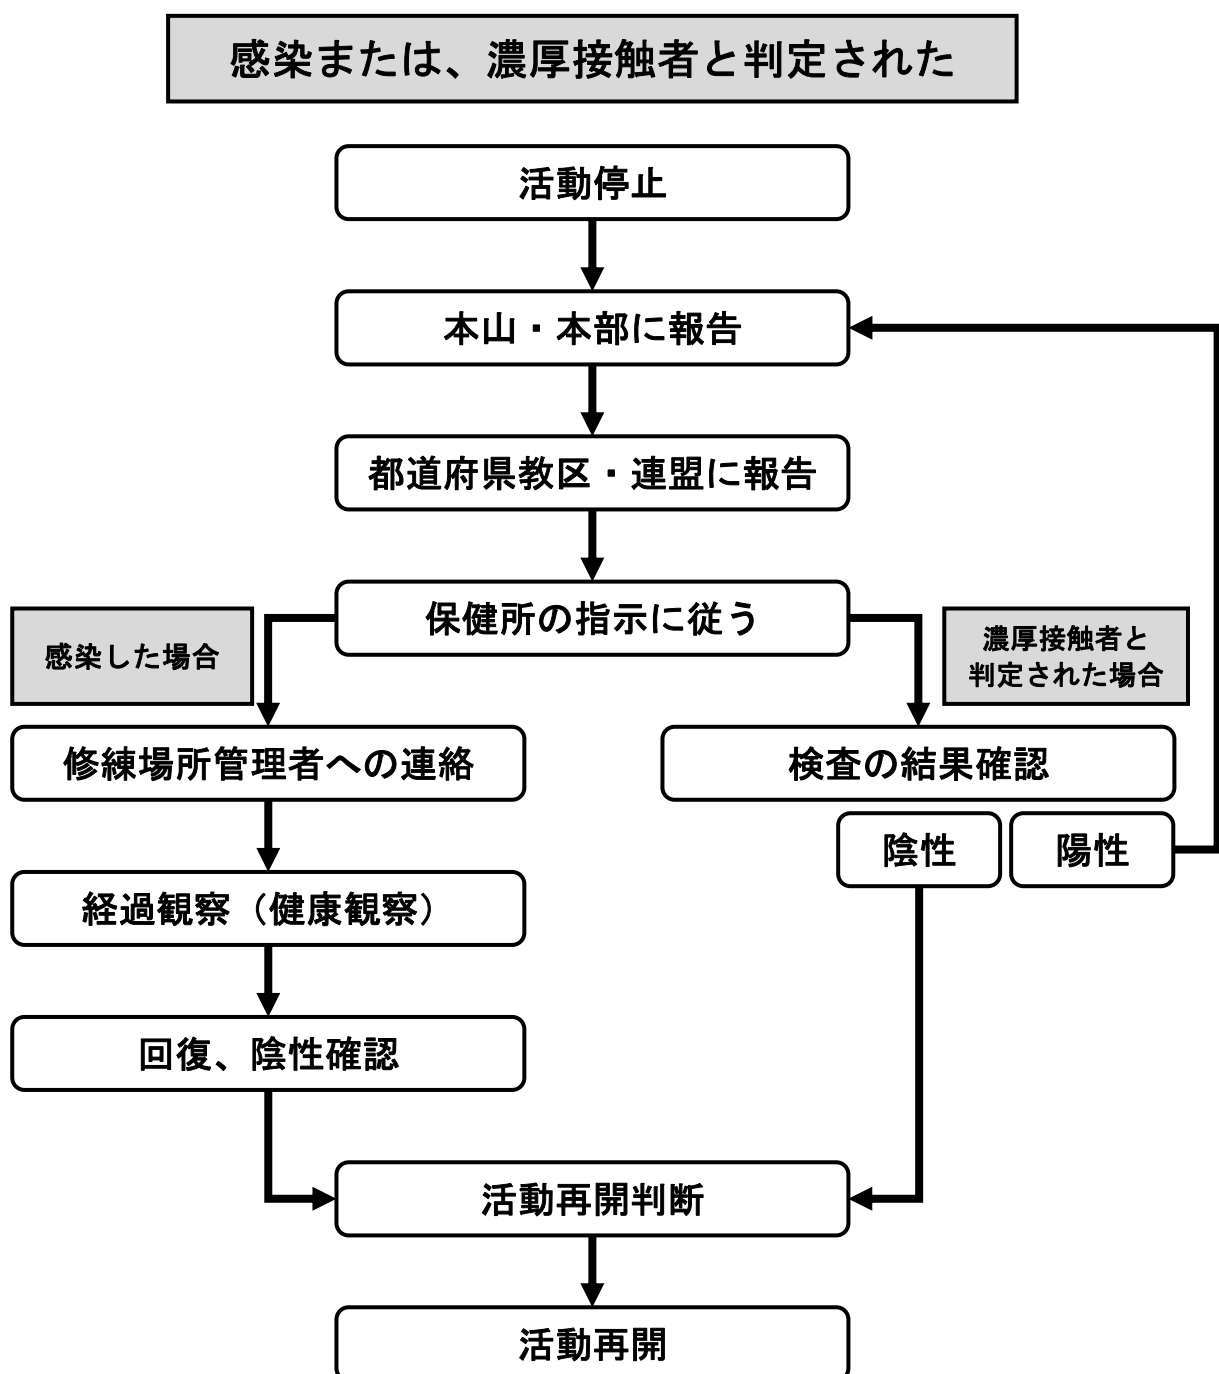 感染または、濃厚接触者と判定された
活動停止
本山・本部に報告
都道府県教区・連盟に報告
保健所の指示に従う
感染した場合
濃厚接触者と
判定された場合
修練場所管理者への連絡
検査の結果確認
陰性
陽性
経過観察（健康観察）
回復、陰性確認
活動再開判断
活動再開